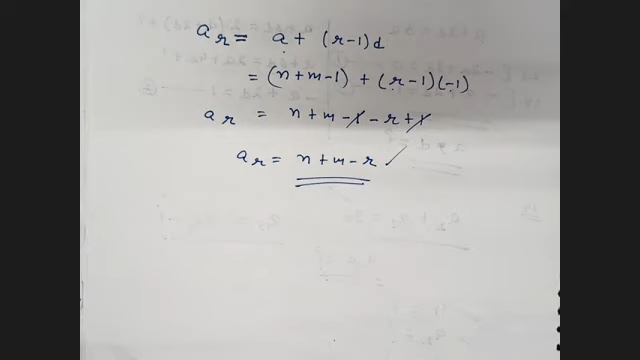 a_r = a + (r-1)d
= (n+m-1) + (r-1)(-1)
a_r = n+m-1-r+1
a_r = n+m-r ✓